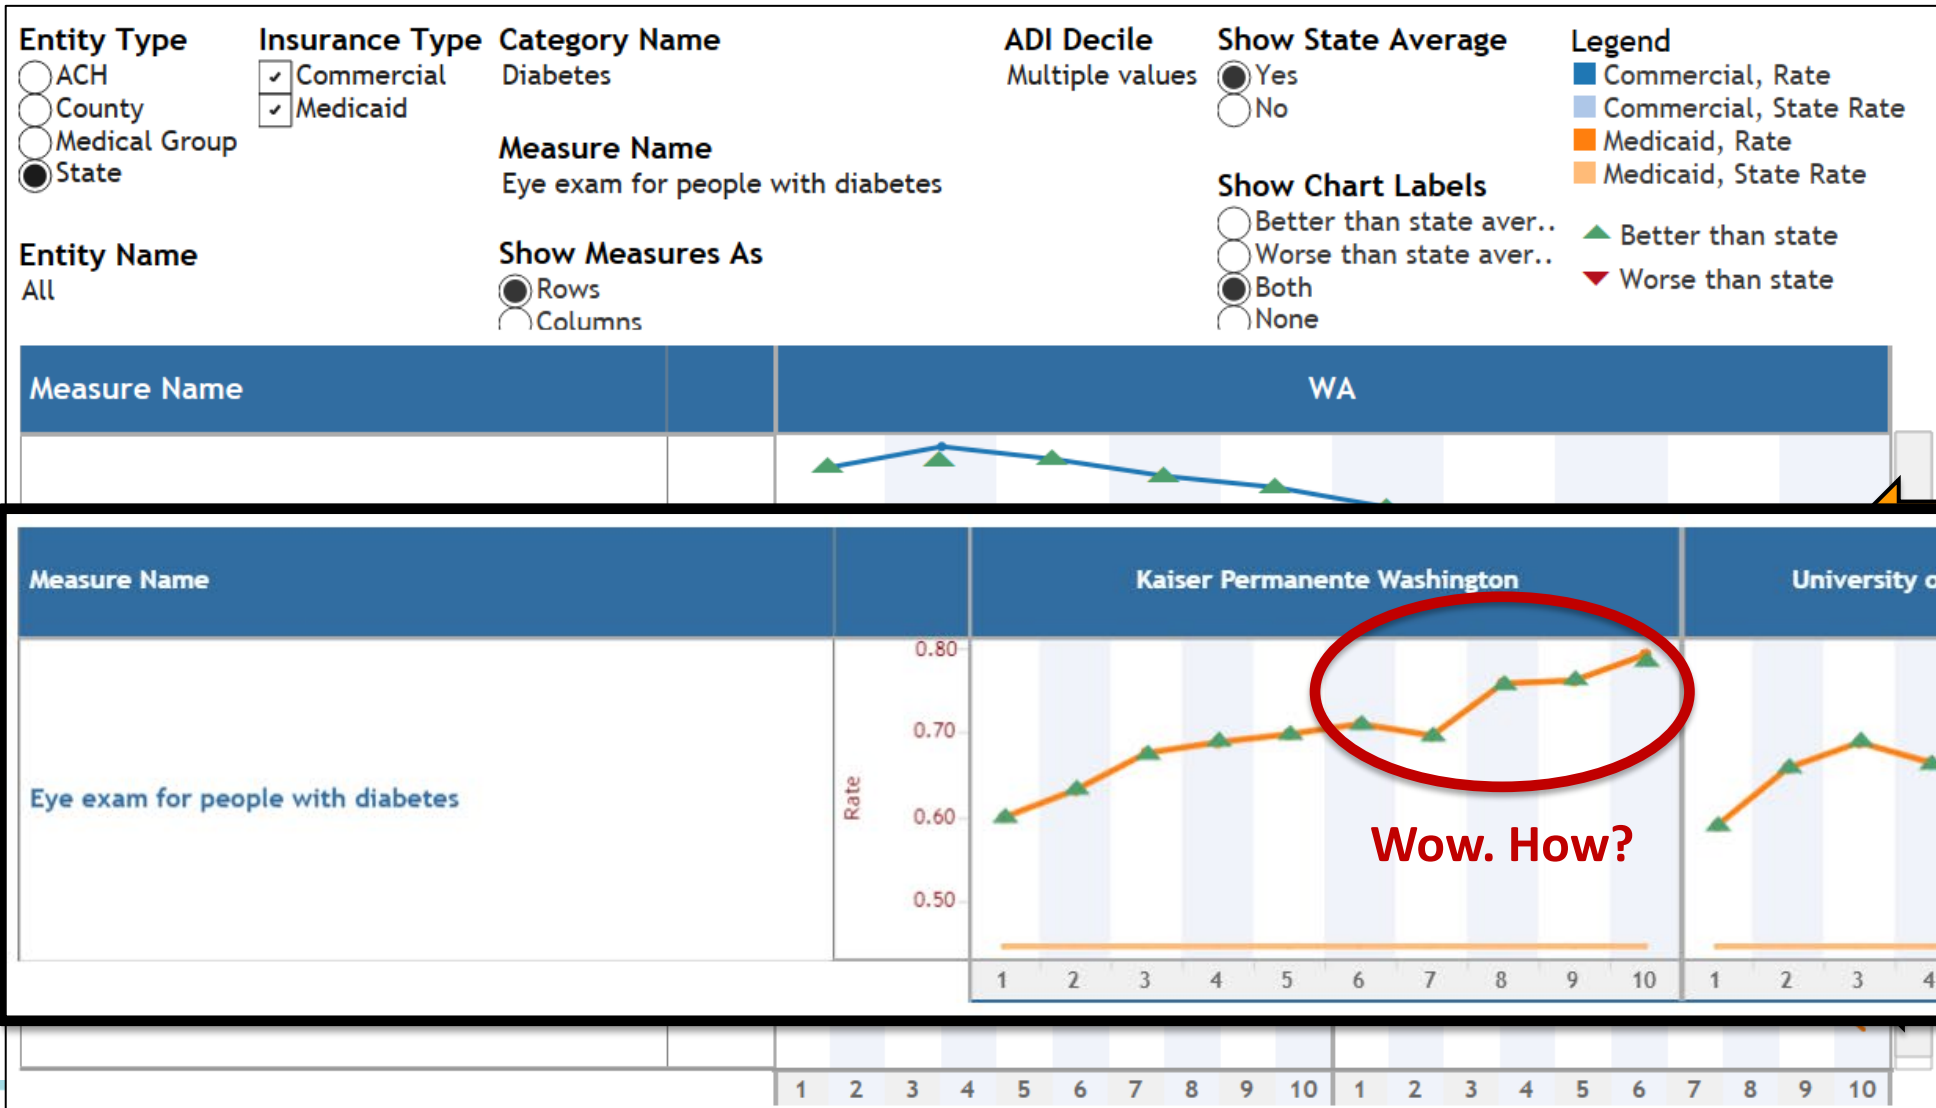 Entity Type
ACH
County
Medical Group
State
Insurance Type
Commercial
Medicaid
Category Name
Diabetes
ADI Decile
Multiple values
Show State Average
Yes
No
Legend
Commercial, Rate
Commercial, State Rate
Medicaid, Rate
Medicaid, State Rate
Measure Name
Eye exam for people with diabetes
Show Chart Labels
Better than state aver..
Worse than state aver..
Both
None
Better than state
Worse than state
Entity Name
All
Show Measures As
Rows
Columns
Measure Name
WA
Measure Name
Kaiser Permanente Washington
University o
0.80
0.70
0.60
0.50
Rate
Eye exam for people with diabetes
Wow. How?
1 2 3 4 5 6 7 8 9 10 1 2 3 4
1 2 3 4 5 6 7 8 9 10 1 2 3 4 5 6 7 8 9 10